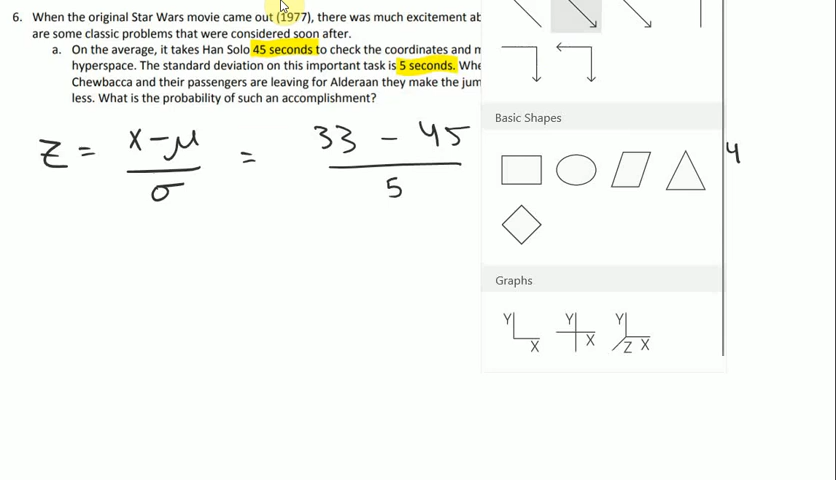 6. When the original Star Wars movie came out (1977), there was much excitement
are some classic problems that were considered soon after.
a. On the average, it takes Han Solo 45 seconds to check the coordinates and
hyperspace. The standard deviation on this important task is 5 seconds.
Chewbacca and their passengers are leaving for Alderaan they make the
less. What is the probability of such an accomplishment?
Z = x - μ / σ = 33 - 45 / 5
4
Basic Shapes
Graphs
Y X Y X Y Z X